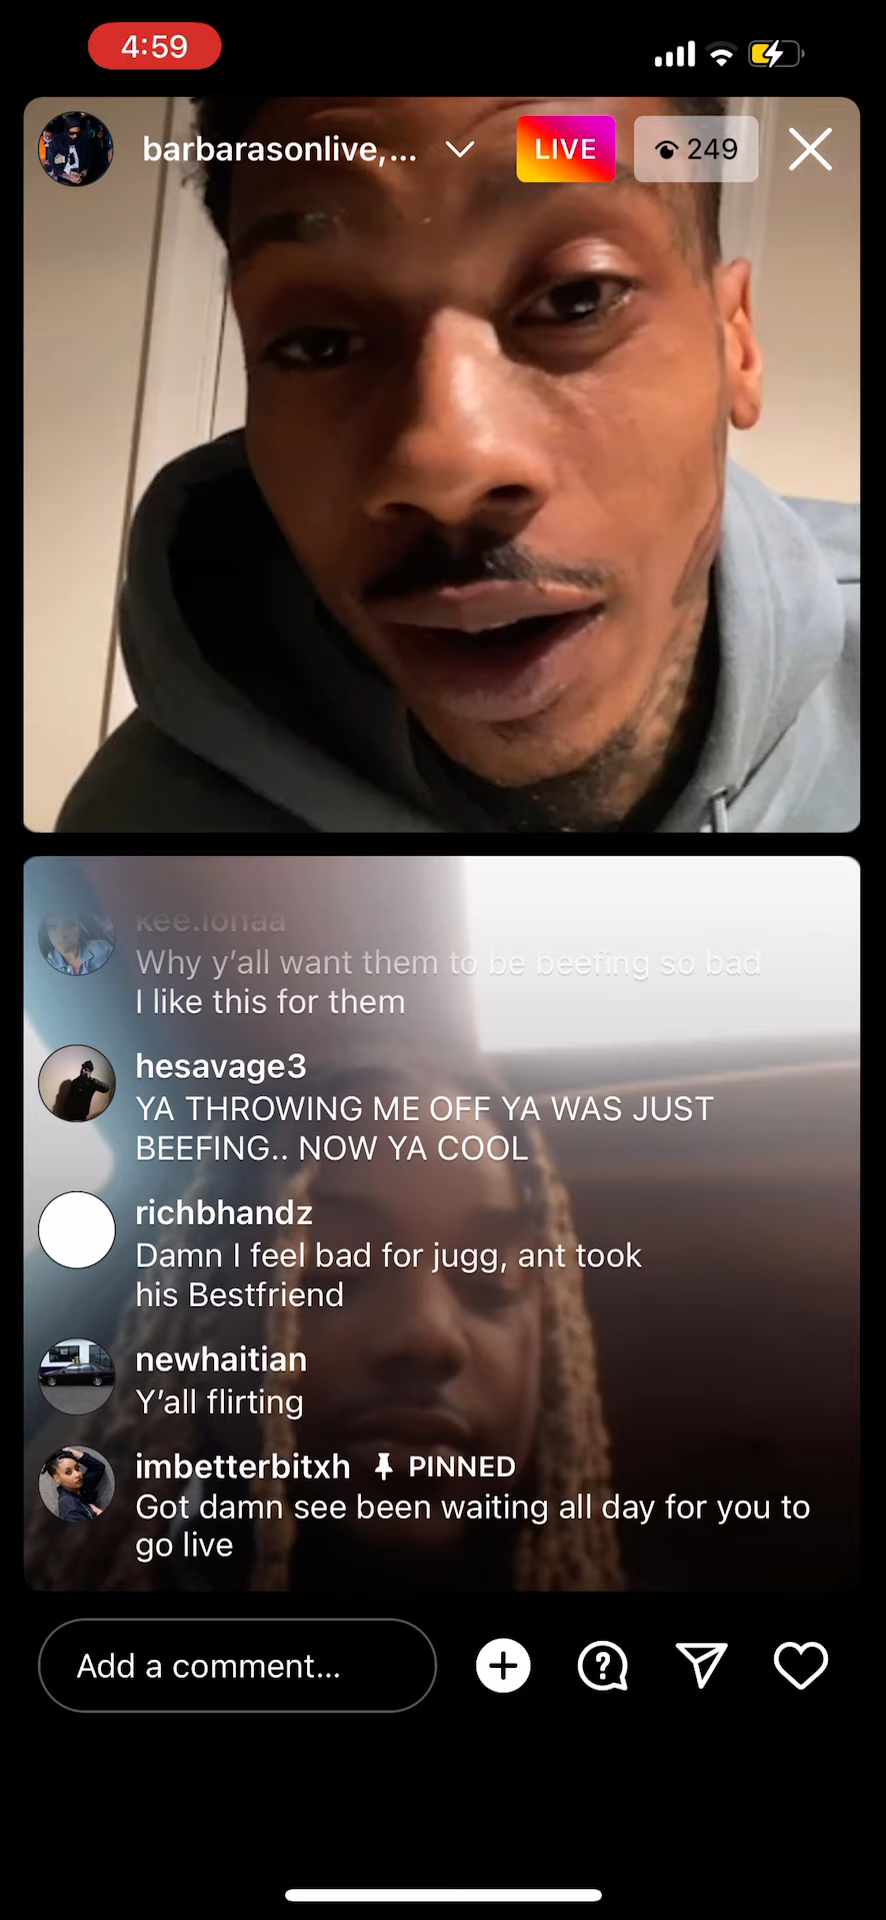 4:59
barbarasonlive,...
LIVE
249
kee.ionaa
Why y'all want them to be beefing so bad
I like this for them
hesavage3
YA THROWING ME OFF YA WAS JUST
BEEFING.. NOW YA COOL
richbhandz
Damn I feel bad for jugg, ant took
his Bestfriend
newhaitian
Y'all flirting
imbetterbitxh PINNED
Got damn see been waiting all day for you to
go live
Add a comment...